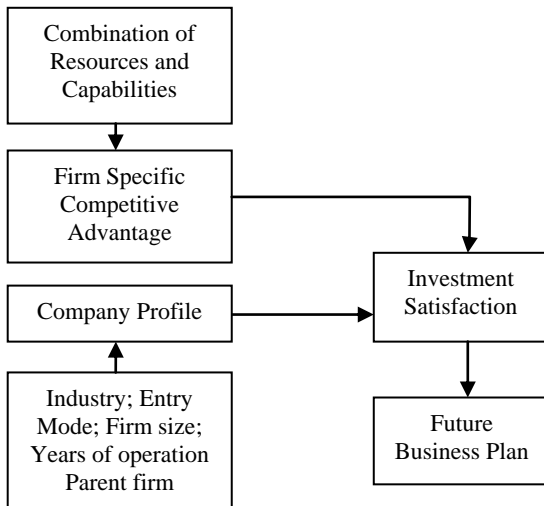 Combination of
Resources and
Capabilities
Firm Specific
Competitive
Advantage
Investment
Satisfaction
Company Profile
Industry; Entry
Mode; Firm size;
Years of operation
Parent firm
Future
Business Plan